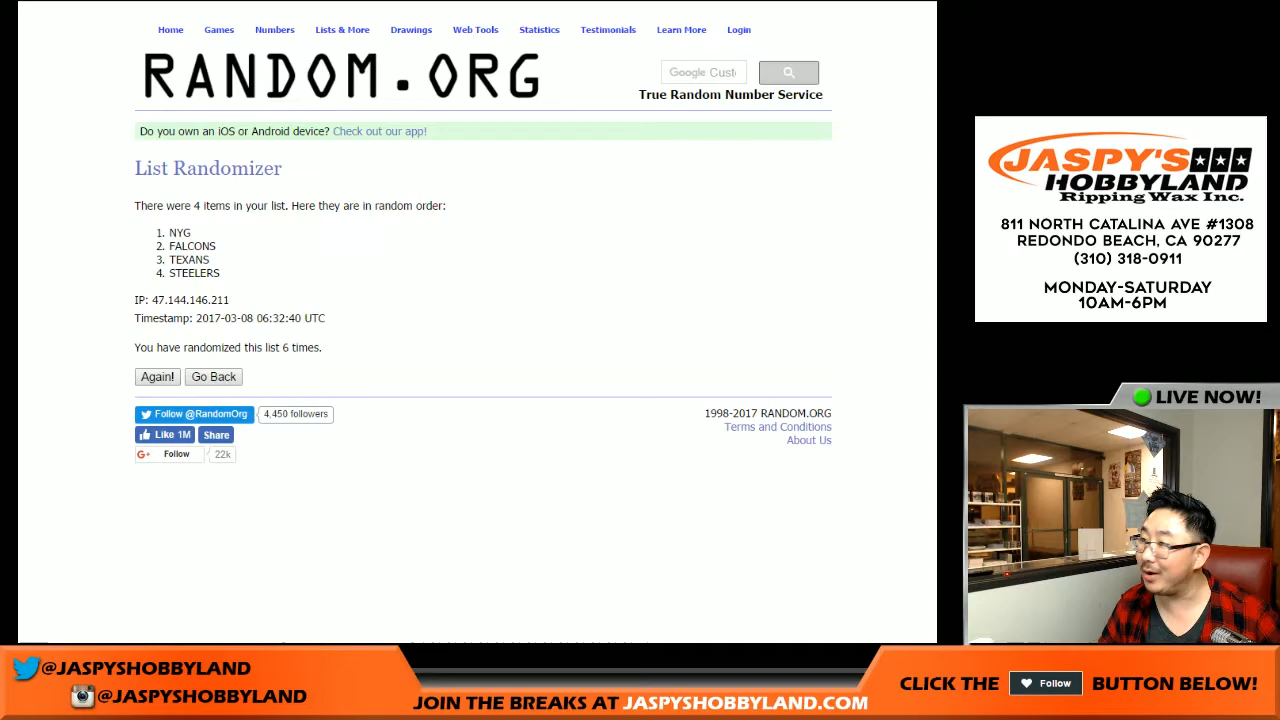 Home Games Numbers Lists & More Drawings Web Tools Statistics Testimonials Learn More Login
RANDOM.ORG
Google Cust
True Random Number Service
Do you own an iOS or Android device? Check out our app!
List Randomizer
There were 4 items in your list. Here they are in random order:
1. NYG
2. FALCONS
3. TEXANS
4. STEELERS
IP: 47.144.146.211
Timestamp: 2017-03-08 06:32:40 UTC
You have randomized this list 6 times.
Again! Go Back
Follow @RandomOrg 4,450 followers
Like 1M Share
G+ Follow 22k
1998-2017 RANDOM.ORG
Terms and Conditions
About Us
JASPY'S
HOBBYLAND
Ripping Wax Inc.
811 NORTH CATALINA AVE #1308
REDONDO BEACH, CA 90277
(310) 318-0911
MONDAY-SATURDAY
10AM-6PM
LIVE NOW!
@JASPYSHOBBYLAND
@JASPYSHOBBYLAND
JOIN THE BREAKS AT JASPYSHOBBYLAND.COM
CLICK THE Follow BUTTON BELOW!